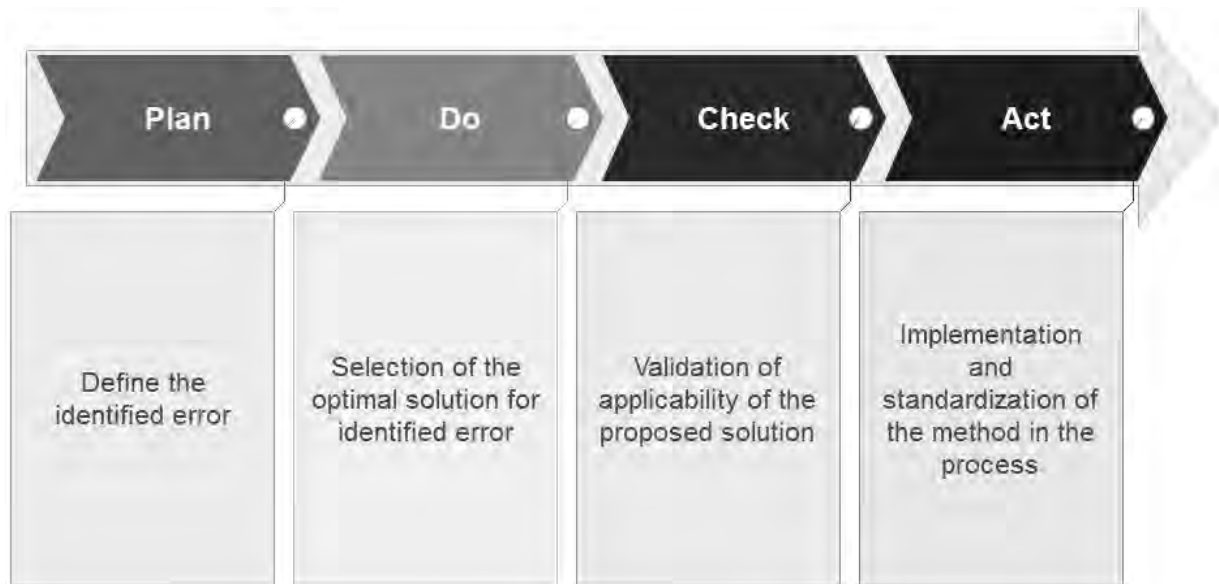 Plan
Do
Check
Act
Define the
identified error
Selection of the
optimal solution for
identified error
Validation of
applicability of the
proposed solution
Implementation
and
standardization of
the method in the
process